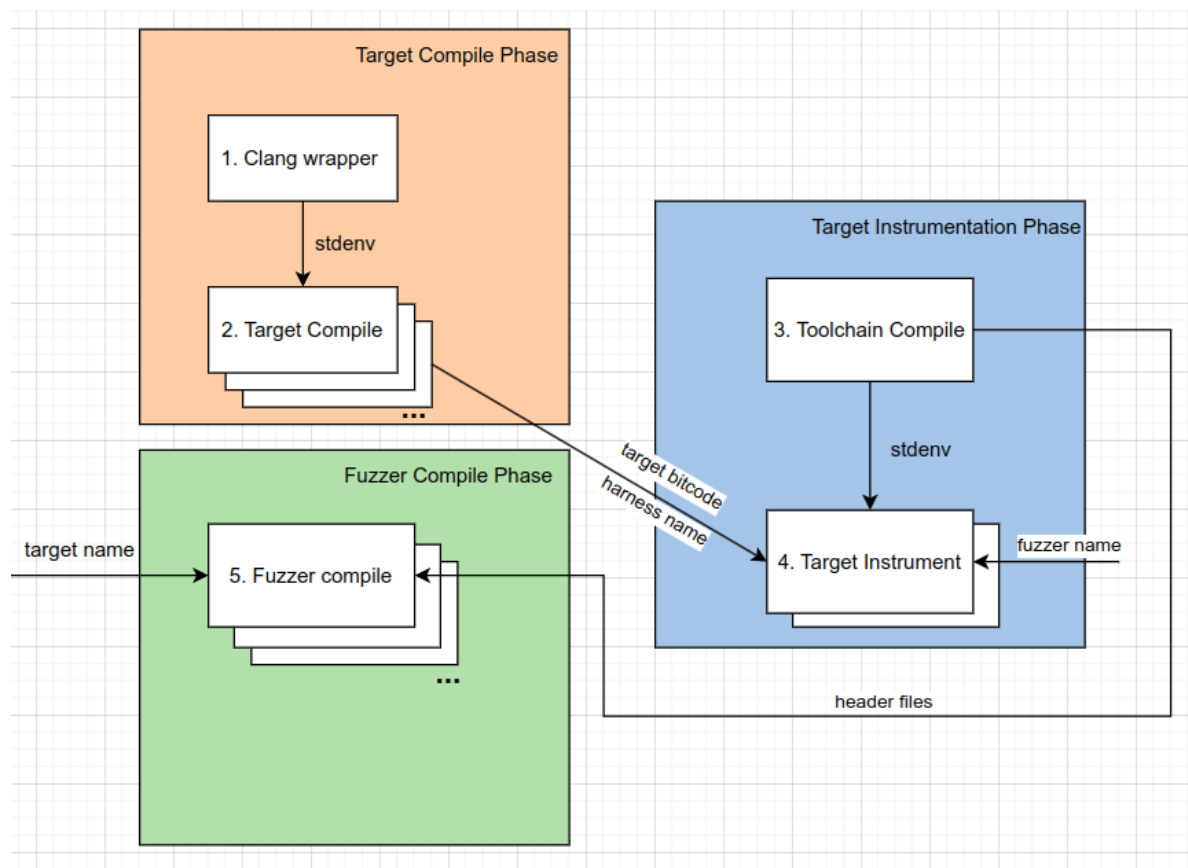 Target Compile Phase
1. Clang wrapper
stdenv
2. Target Compile
...
Target Instrumentation Phase
3. Toolchain Compile
stdenv
target bitcode
harness name
4. Target Instrument
fuzzer name
Fuzzer Compile Phase
target name
5. Fuzzer compile
...
header files